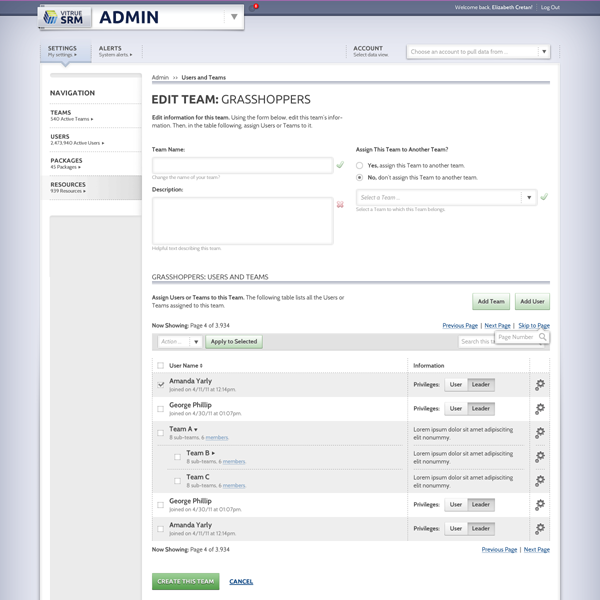 VITRUE
SRM
ADMIN
Welcome back Elizabeth Cretan! | Log Out
SETTINGS
My settings ▸
ALERTS
System alerts ▸
ACCOUNT
Select data view.
Choose an account to pull data from ...
NAVIGATION
TEAMS
540 Active Teams ▸
USERS
2,473,940 Active Users ▸
PACKAGES
45 Packages ▸
RESOURCES
939 Resources ▸
Admin ›› Users and Teams
EDIT TEAM: GRASSHOPPERS
Edit information for this team. Using the form below, edit this team's infor-
mation. Then, in the table following, assign Users or Teams to it.
Team Name:
Change the name of your team?
Description:
Helpful text describing this team.
Assign This Team to Another Team?
Yes, assign this Team to another team.
No, don't assign this Team to another team.
Select a Team ...
Select a Team to which this Team belongs.
GRASSHOPPERS: USERS AND TEAMS
Assign Users or Teams to this Team. The following table lists all the Users or
Teams assigned to this team.
Add Team
Add User
Now Showing: Page 4 of 3,934
Previous Page | Next Page | Skip to Page
Page Number
Action ...
Apply to Selected
Search this
User Name
Information
Amanda Yarly
Joined on 4/11/11 at 12:14pm.
Privileges: User Leader
George Phillip
Joined on 4/30/11 at 01:07pm.
Privileges: User Leader
Team A
8 sub-teams, 6 members.
Lorem ipsum dolor sit amet adipisciting
elit nonummy.
Team B ▸
8 sub-teams, 6 members.
Lorem ipsum dolor sit amet adipisciting
elit nonummy.
Team C
8 sub-teams, 6 members.
Lorem ipsum dolor sit amet adipisciting
elit nonummy.
George Phillip
Joined on 4/30/11 at 01:07pm.
Privileges: User Leader
Amanda Yarly
Joined on 4/11/11 at 12:14pm.
Privileges: User Leader
Now Showing: Page 4 of 3,934
Previous Page | Next Page
CREATE THIS TEAM
CANCEL